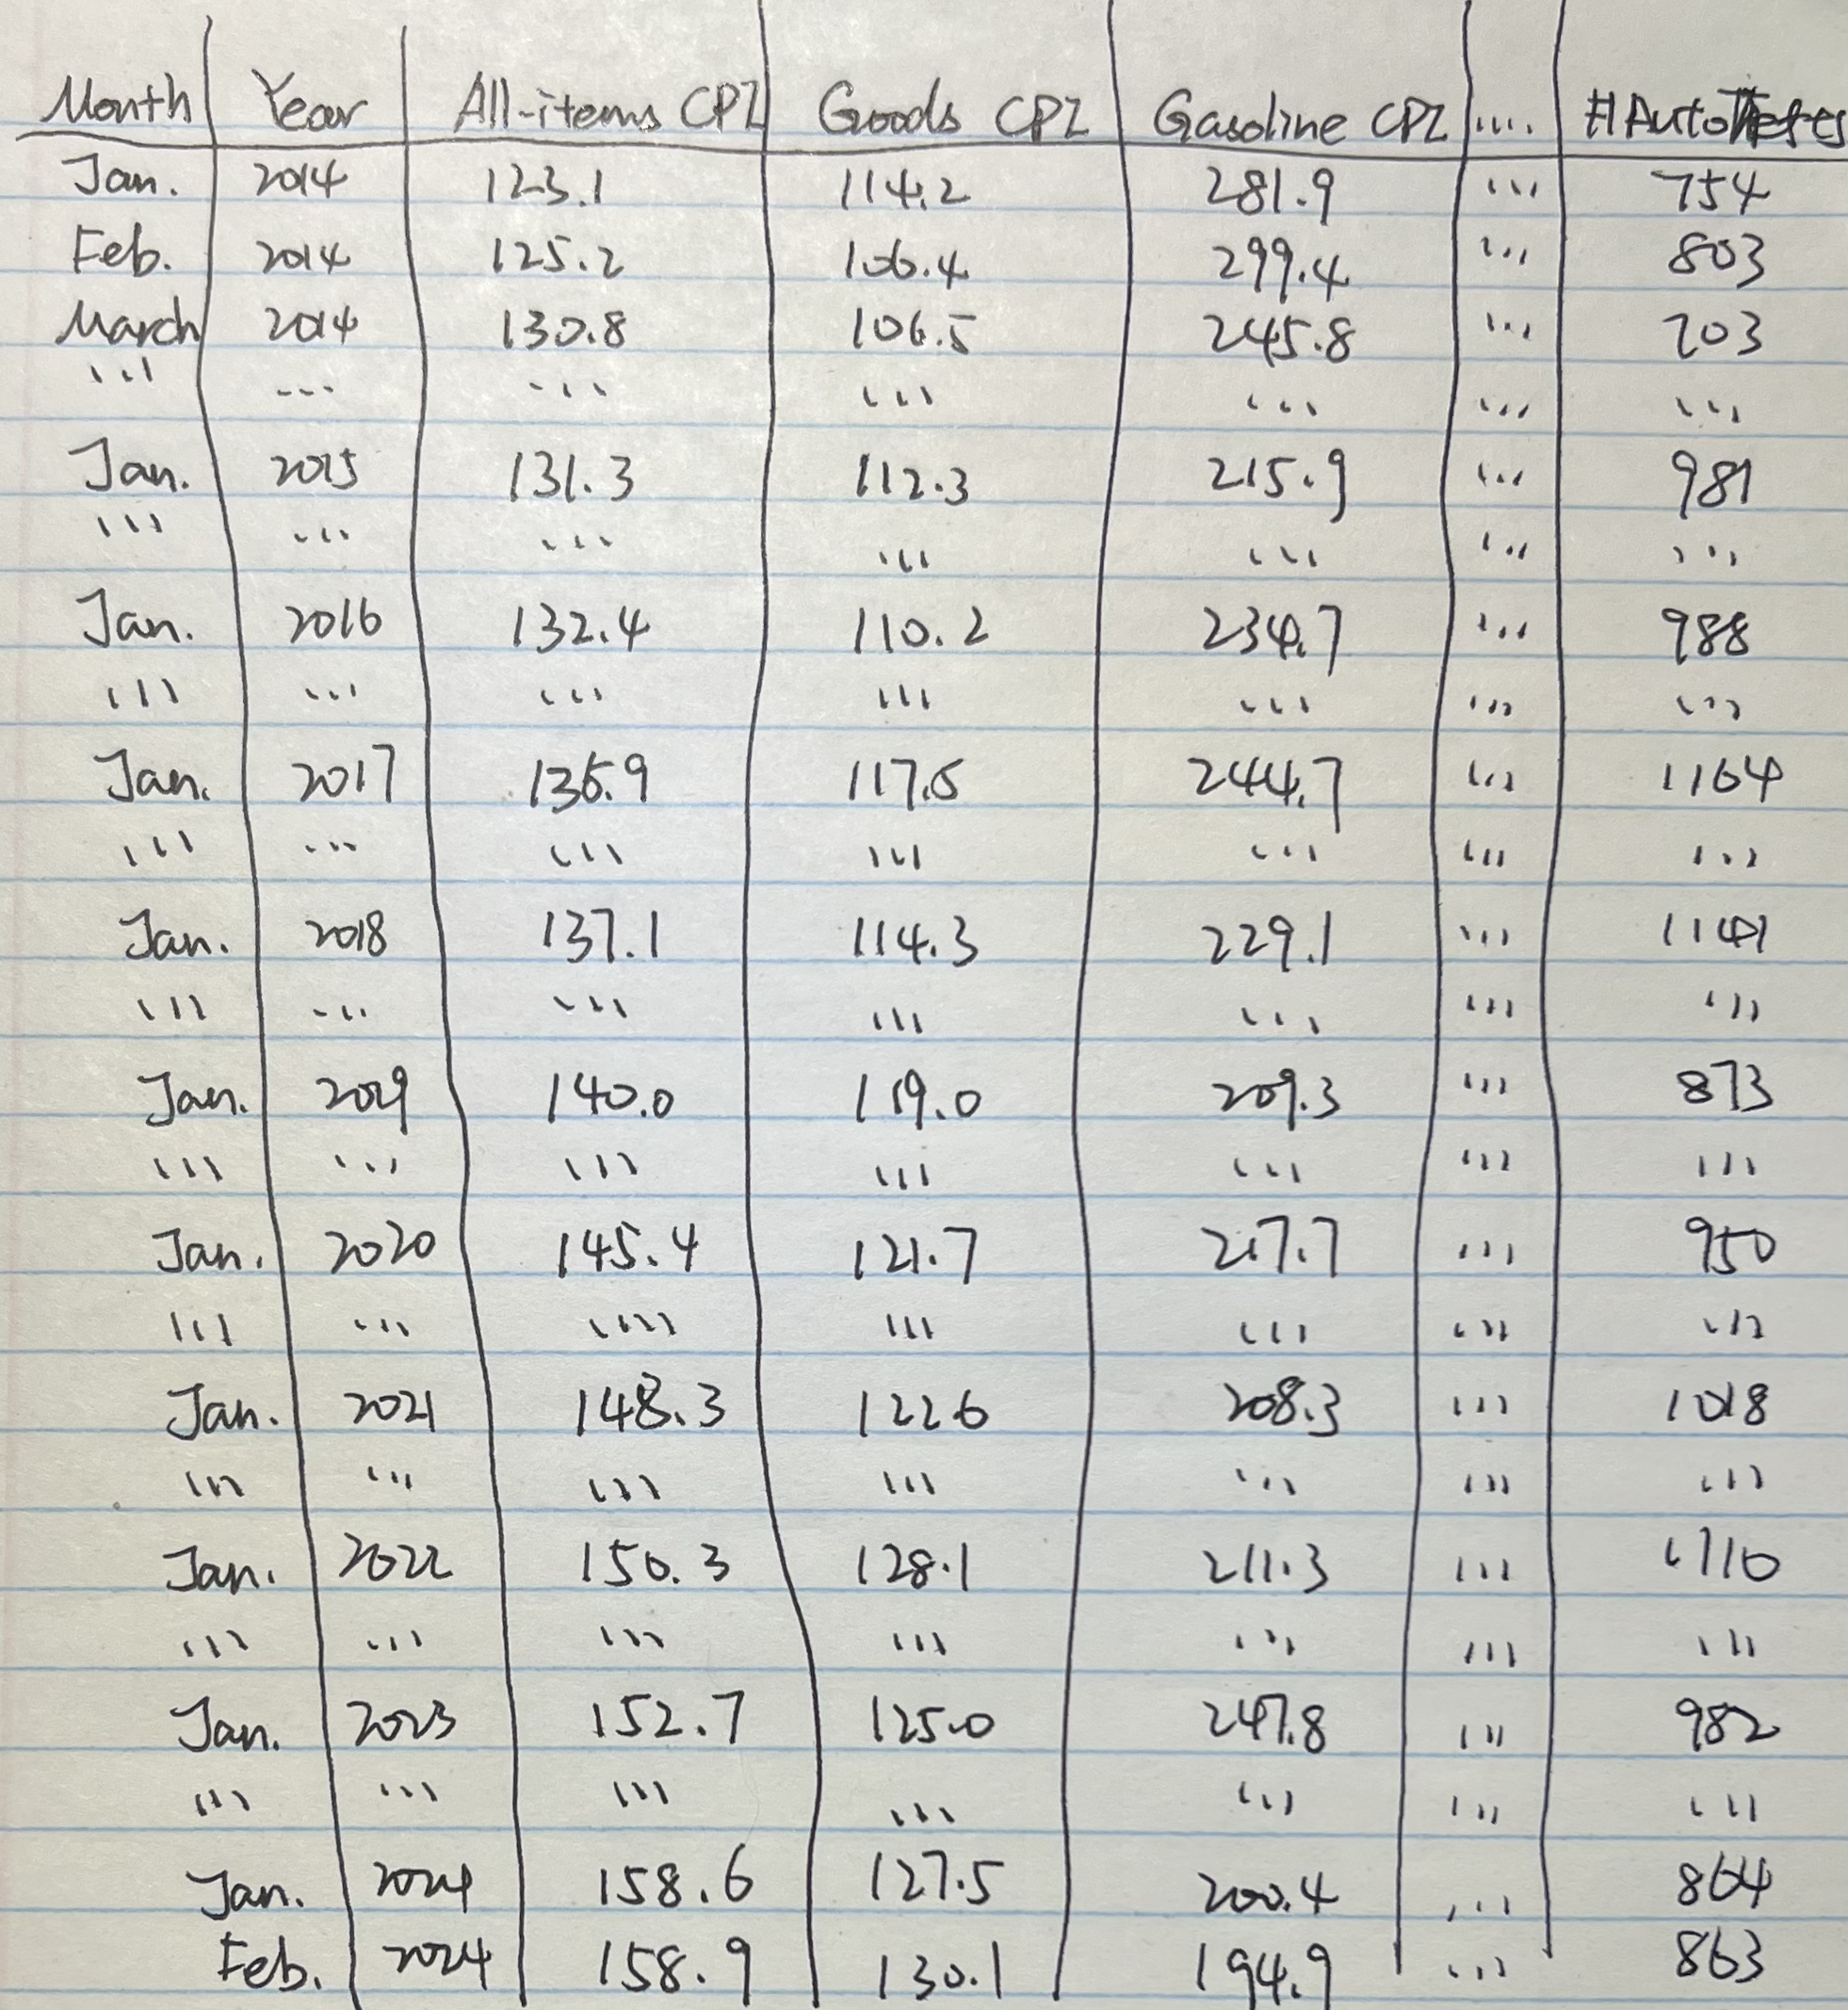 Month Year All-items CPI Goods CPI Gasoline CPI .... #AutoThefts
Jan. 2014 123.1 114.2 281.9 ... 754
Feb. 2014 125.2 106.4 299.4 ... 803
March 2014 130.8 106.5 245.8 ... 703
... ... ... ... ... ... ...
Jan. 2015 131.3 112.3 215.9 ... 981
... ... ... ... ... ... ...
Jan. 2016 132.4 110.2 234.7 ... 988
... ... ... ... ... ... ...
Jan. 2017 136.9 117.5 244.7 ... 1164
... ... ... ... ... ... ...
Jan. 2018 137.1 114.3 229.1 ... 1141
... ... ... ... ... ... ...
Jan. 2019 140.0 119.0 209.3 ... 873
... ... ... ... ... ... ...
Jan. 2020 145.4 121.7 217.7 ... 950
... ... .... ... ... ... ...
Jan. 2021 148.3 122.6 208.3 ... 1018
... ... ... ... ... ... ...
Jan. 2022 150.3 128.1 211.3 ... 1110
... ... ... ... ... ... ...
Jan. 2023 152.7 125.0 247.8 ... 982
... ... ... ... ... ... ...
Jan. 2024 158.6 127.5 200.4 ... 864
Feb. 2024 158.9 130.1 194.9 ... 863